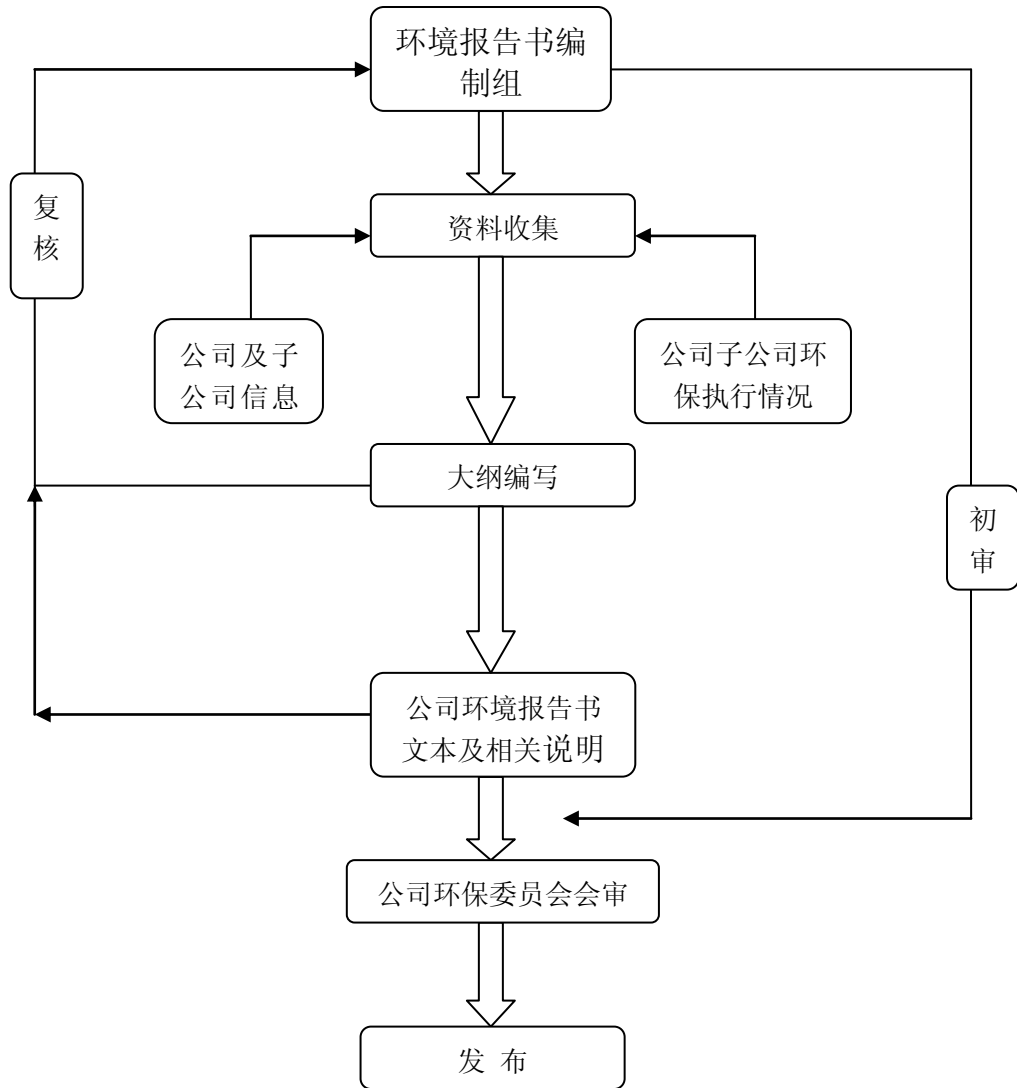 环境报告书编
制组
复
核
资料收集
公司及子
公司信息
公司子公司环
保执行情况
大纲编写
初
审
公司环境报告书
文本及相关说明
公司环保委员会会审
发 布